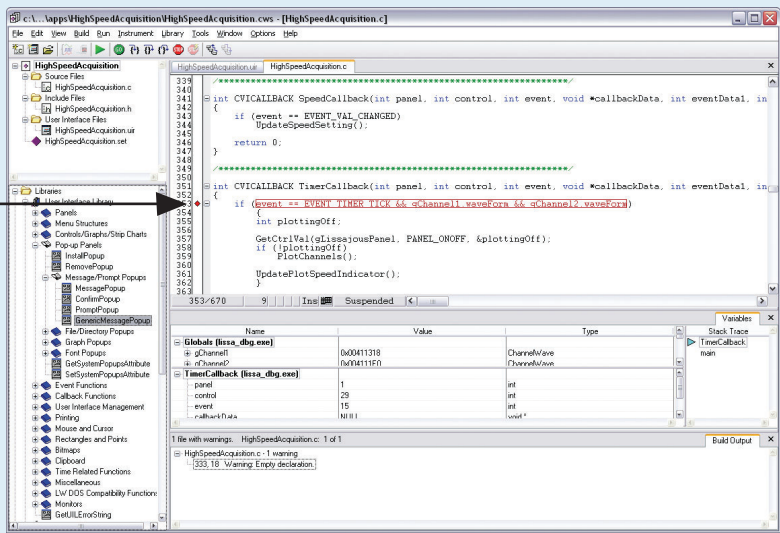 c:\...\apps\HighSpeedAcquisition\HighSpeedAcquisition.cws - [HighSpeedAcquisition.c]
File Edit View Build Run Instrument Library Tools Window Options Help
HighSpeedAcquisition
Source Files
HighSpeedAcquisition.c
Include Files
HighSpeedAcquisition.h
User Interface Files
HighSpeedAcquisition.uir
HighSpeedAcquisition.set
Libraries
User Interface Library
Panels
Menu Structures
Controls/Graphs/Strip Charts
Pop-up Panels
InstallPopup
RemovePopup
Message/Prompt Popups
MessagePopup
ConfirmPopup
PromptPopup
GenericMessagePopup
File/Directory Popups
Graph Popups
Font Popups
GetSystemPopupsAttribute
SetSystemPopupsAttribute
Event Functions
Callback Functions
User Interface Management
Printing
Mouse and Cursor
Rectangles and Points
Bitmaps
Clipboard
Time Related Functions
Miscellaneous
LW DOS Compatibility Functions
Monitors
GetUILErrorString
HighSpeedAcquisition.uir HighSpeedAcquisition.c
339 /*****************************************************************/
340
341 int CVICALLBACK SpeedCallback(int panel, int control, int event, void *callbackData, int eventData1, in
342 {
343 if (event == EVENT_VAL_CHANGED)
344 UpdateSpeedSetting();
345
346 return 0;
347 }
348
349 /*****************************************************************/
350
351 int CVICALLBACK TimerCallback(int panel, int control, int event, void *callbackData, int eventData1, in
352 {
353 if (event == EVENT_TIMER_TICK && gChannel1.waveForm && gChannel2.waveForm)
354 {
355 int plottingOff;
356
357 GetCtrlVal(gLissajousPanel, PANEL_ONOFF, &plottingOff);
358 if (!plottingOff)
359 PlotChannels();
360
361 UpdatePlotSpeedIndicator();
362 }
363
353/670 9 Ins Suspended
Variables
Name Value Type
Globals (lissa_dbg.exe)
gChannel1 0x00411318 ChannelWave
gChannel2 0x004111F0 ChannelWave
TimerCallback (lissa_dbg.exe)
panel 1 int
control 29 int
event 15 int
callbackData NULL void *
Stack Trace
TimerCallback
main
1 file with warnings. HighSpeedAcquisition.c: 1 of 1
Build Output
HighSpeedAcquisition.c - 1 warning
333, 18 Warning: Empty declaration.